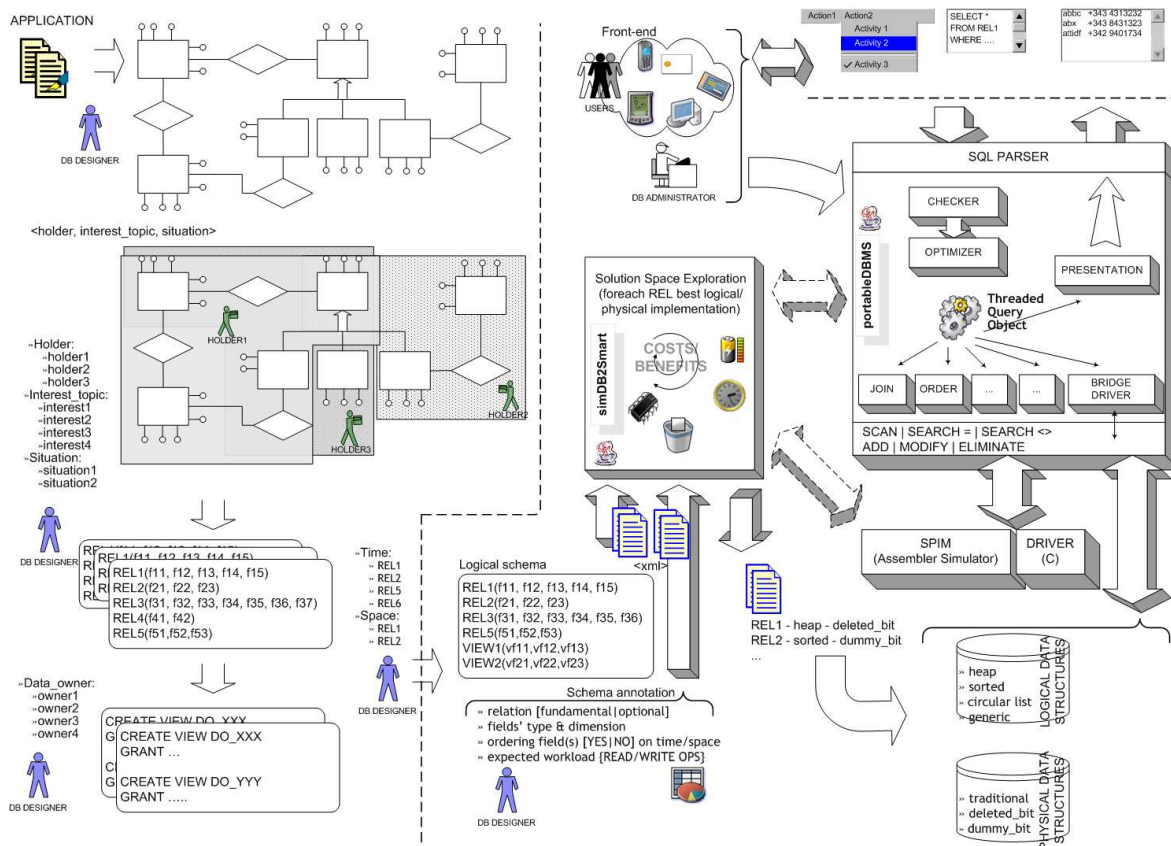 APPLICATION
DB DESIGNER
<holder, interest_topic, situation>
HOLDER1
HOLDER2
HOLDER3
»Holder:
»holder1
»holder2
»holder3
»Interest_topic:
»interest1
»interest2
»interest3
»interest4
»Situation:
»situation1
»situation2
DB DESIGNER
REL1(f11, f12, f13, f14, f15)
REL1(f11, f12, f13, f14, f15)
REL2(f21, f22, f23)
REL3(f31, f32, f33, f34, f35, f36, f37)
REL4(f41, f42)
REL5(f51,f52,f53)
»Data_owner:
»owner1
»owner2
»owner3
»owner4
DB DESIGNER
CREATE VIEW DO_XXX
CREATE VIEW DO_XXX
GRANT ...
CREATE VIEW DO_YYY
GRANT .....
»Time:
» REL1
» REL2
» REL5
» REL6
»Space:
» REL1
» REL2
DB DESIGNER
Logical schema
REL1(f11, f12, f13, f14, f15)
REL2(f21, f22, f23)
REL3(f31, f32, f33, f34, f35, f36)
REL5(f51,f52,f53)
VIEW1(vf11,vf12,vf13)
VIEW2(vf21,vf22,vf23)
<xml>
Schema annotation
» relation [fundamental|optional]
» fields' type & dimension
» ordering field(s) [YES|NO] on time/space
» expected workload {READ/WRITE OPS}
DB DESIGNER
Front-end
USERS
DB ADMINISTRATOR
Action1 Action2
Activity 1
Activity 2
✓ Activity 3
SELECT *
FROM REL1
WHERE ....
abbc +343 4313232
abx +343 8431323
attidf +342 9401734
simDB2Smart
Solution Space Exploration
(foreach REL best logical/
physical implementation)
COSTS/
BENEFITS
portableDBMS
SQL PARSER
CHECKER
OPTIMIZER
PRESENTATION
Threaded
Query
Object
JOIN
ORDER
...
...
BRIDGE
DRIVER
SCAN | SEARCH = | SEARCH <>
ADD | MODIFY | ELIMINATE
SPIM
(Assembler Simulator)
DRIVER
(C)
REL1 - heap - deleted_bit
REL2 - sorted - dummy_bit
...
» heap
» sorted
» circular list
» generic
LOGICAL DATA
STRUCTURES
» traditional
» deleted_bit
» dummy_bit
PHYSICAL DATA
STRUCTURES